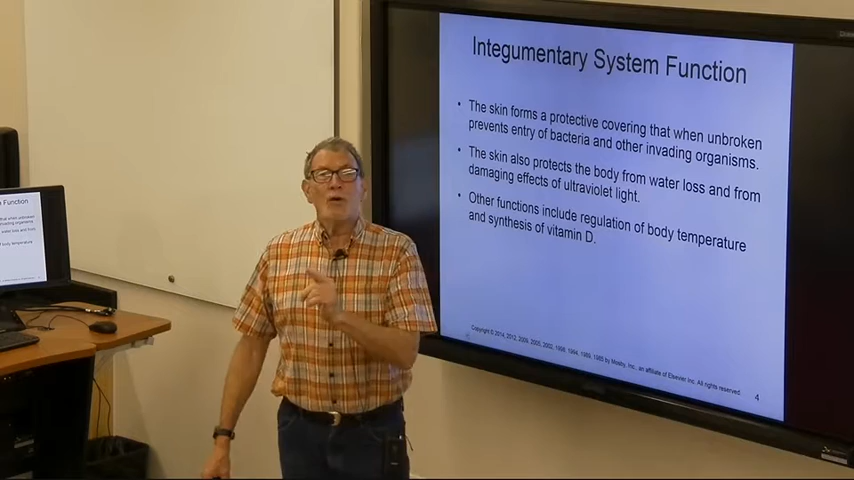 Integumentary System Function
• The skin forms a protective covering that when unbroken
prevents entry of bacteria and other invading organisms.
• The skin also protects the body from water loss and from
damaging effects of ultraviolet light.
• Other functions include regulation of body temperature
and synthesis of vitamin D.
Copyright © 2014, 2012, 2009, 2005, 2002, 1998, 1994, 1989, 1985 by Mosby, Inc., an affiliate of Elsevier Inc. All rights reserved.
4
Function